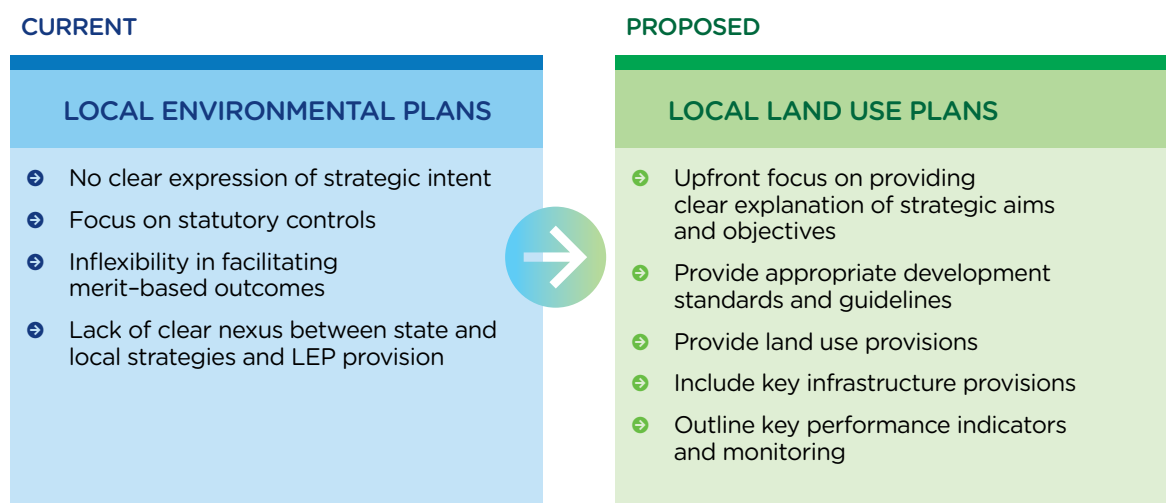 CURRENT
LOCAL ENVIRONMENTAL PLANS
No clear expression of strategic intent
Focus on statutory controls
Inflexibility in facilitating
merit–based outcomes
Lack of clear nexus between state and
local strategies and LEP provision
PROPOSED
LOCAL LAND USE PLANS
Upfront focus on providing
clear explanation of strategic aims
and objectives
Provide appropriate development
standards and guidelines
Provide land use provisions
Include key infrastructure provisions
Outline key performance indicators
and monitoring